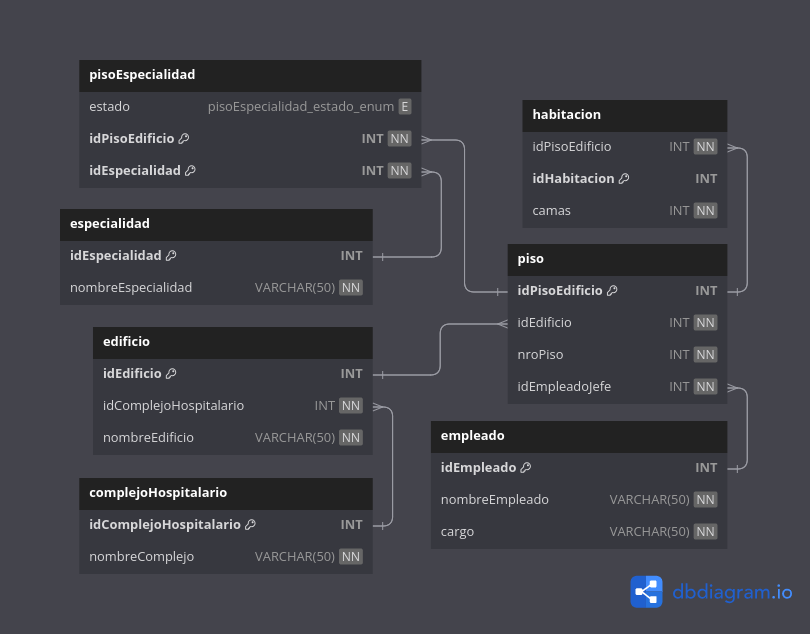 pisoEspecialidad
estado pisoEspecialidad_estado_enum E
idPisoEdificio INT NN
idEspecialidad INT NN
especialidad
idEspecialidad INT
nombreEspecialidad VARCHAR(50) NN
edificio
idEdificio INT
idComplejoHospitalario INT NN
nombreEdificio VARCHAR(50) NN
complejoHospitalario
idComplejoHospitalario INT
nombreComplejo VARCHAR(50) NN
habitacion
idPisoEdificio INT NN
idHabitacion INT
camas INT NN
piso
idPisoEdificio INT
idEdificio INT NN
nroPiso INT NN
idEmpleadoJefe INT NN
empleado
idEmpleado INT
nombreEmpleado VARCHAR(50) NN
cargo VARCHAR(50) NN
dbdiagram.io